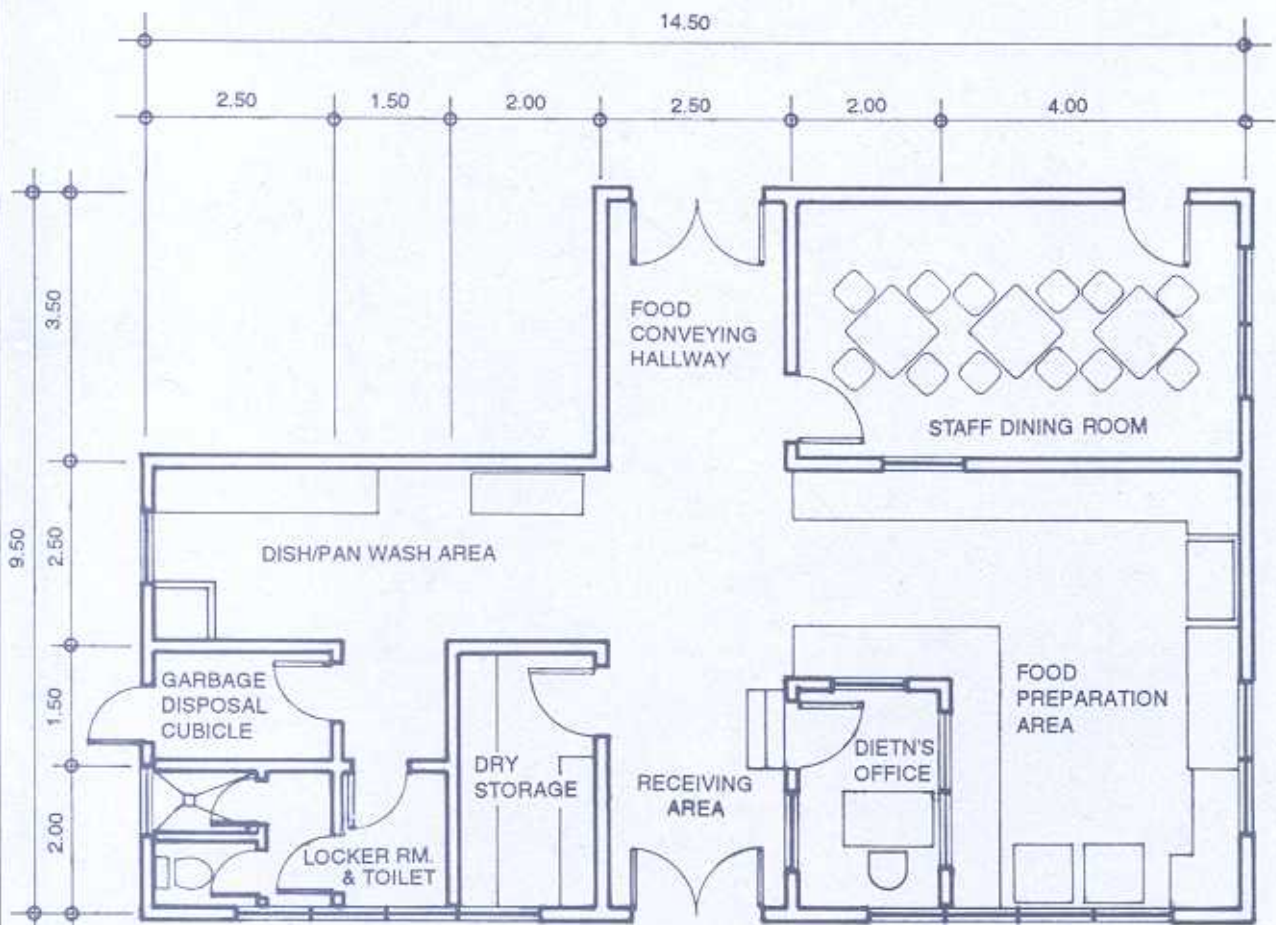 14.50
2.50 1.50 2.00 2.50 2.00 4.00
9.50
3.50
2.50
1.50
2.00
FOOD
CONVEYING
HALLWAY
STAFF DINING ROOM
DISH/PAN WASH AREA
GARBAGE
DISPOSAL
CUBICLE
FOOD
PREPARATION
AREA
DIETN'S
OFFICE
DRY
STORAGE
RECEIVING
AREA
LOCKER RM.
& TOILET